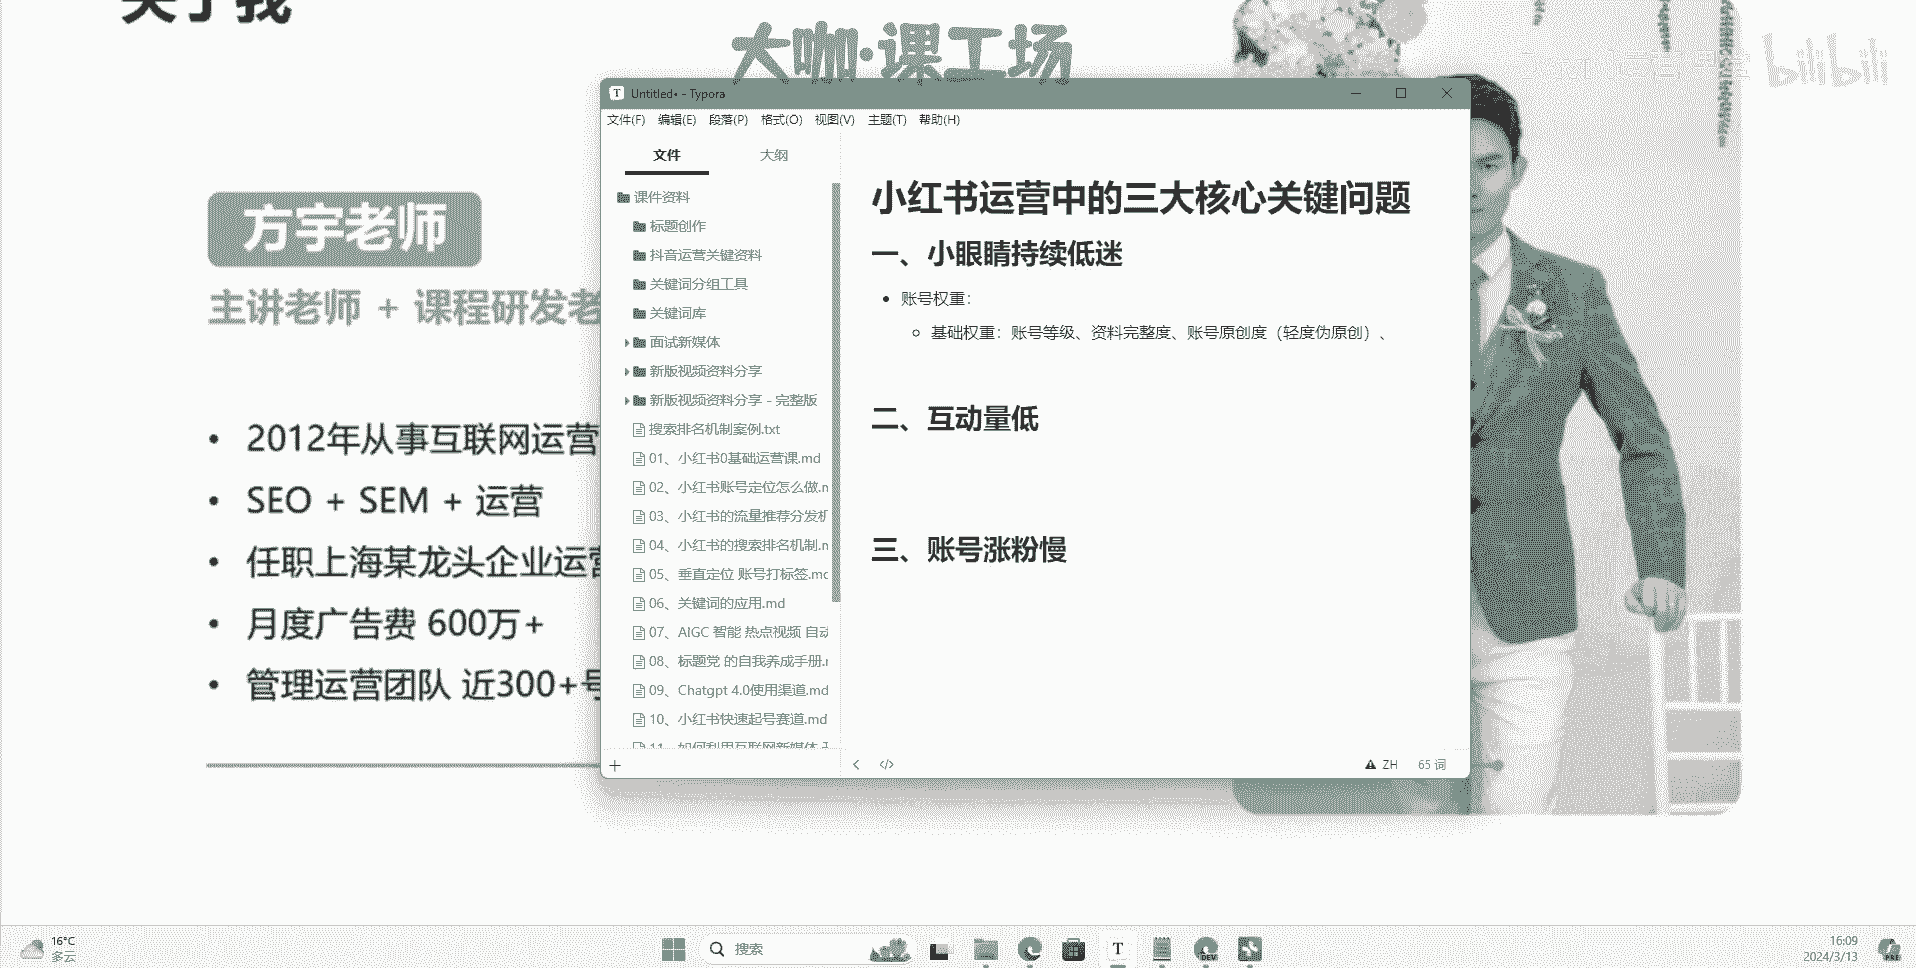 关于我
大咖·课工场
bilibili
方宇老师
主讲老师 + 课程研发老
• 2012年从事互联网运营
• SEO + SEM + 运营
• 任职上海某龙头企业运营
• 月度广告费 600万+
• 管理运营团队 近300+号
Untitled• - Typora
文件(F) 编辑(E) 段落(P) 格式(O) 视图(V) 主题(T) 帮助(H)
文件 大纲
课件资料
标题创作
抖音运营关键资料
关键词分组工具
关键词库
面试新媒体
新版视频资料分享
新版视频资料分享 - 完整版
搜索排名机制案例.txt
01、小红书0基础运营课.md
02、小红书账号定位怎么做.m
03、小红书的流量推荐分发机
04、小红书的搜索排名机制.m
05、垂直定位 账号打标签.md
06、关键词的应用.md
07、AIGC 智能 热点视频 自动
08、标题党 的自我养成手册.m
09、Chatgpt 4.0使用渠道.md
10、小红书快速起号赛道.md
11、如何利用互联网新媒体
小红书运营中的三大核心关键问题
一、小眼睛持续低迷
• 账号权重：
○ 基础权重：账号等级、资料完整度、账号原创度（轻度伪原创）、
二、互动量低
三、账号涨粉慢
ZH 65 词
16°C
多云
搜索
16:09
2024/3/13